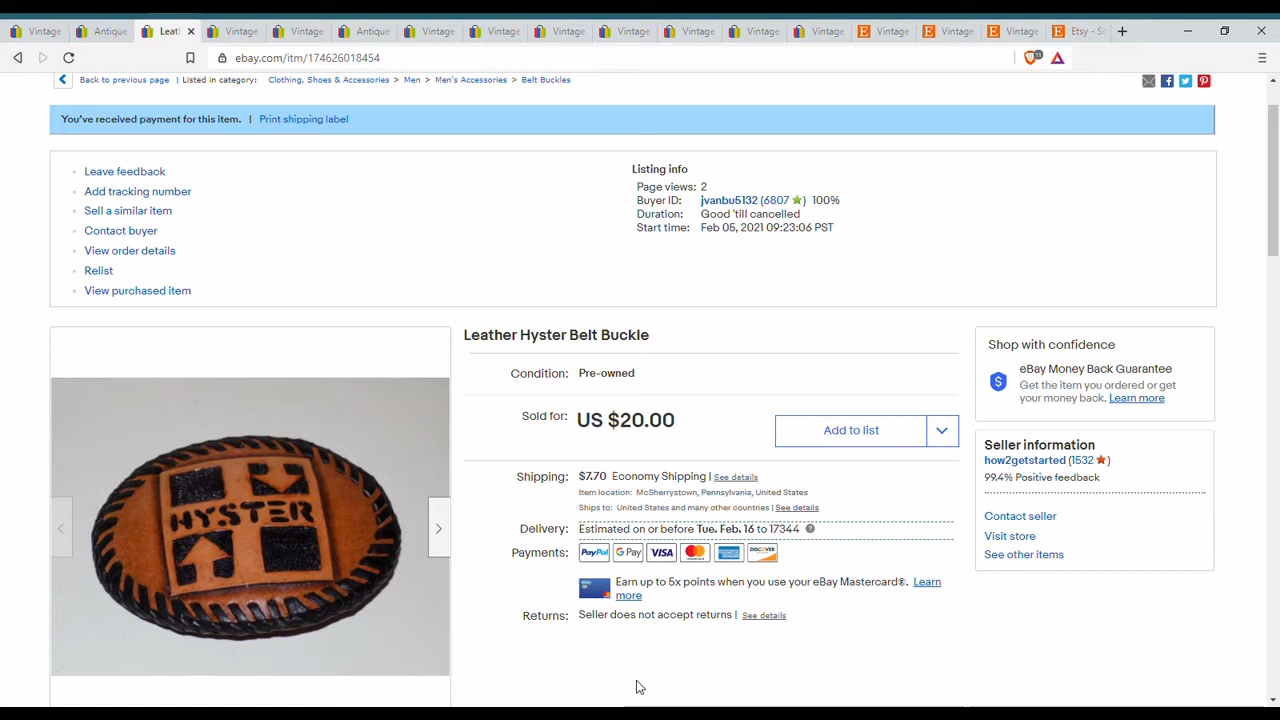 Vintage
Antique
Leat
Vintage
Vintage
Antique
Vintage
Vintage
Vintage
Vintage
Vintage
Vintage
Vintage
Vintage
Vintage
Vintage
Etsy - Sc
ebay.com/itm/174626018454
Back to previous page | Listed in category: Clothing, Shoes & Accessories > Men > Men's Accessories > Belt Buckles
You've received payment for this item. | Print shipping label
Leave feedback
Add tracking number
Sell a similar item
Contact buyer
View order details
Relist
View purchased item
Listing info
Page views: 2
Buyer ID: jvanbu5132 (6807 ) 100%
Duration: Good 'till cancelled
Start time: Feb 05, 2021 09:23:06 PST
HYSTER
Leather Hyster Belt Buckle
Condition: Pre-owned
Sold for: US $20.00
Add to list
Shipping: $7.70 Economy Shipping | See details
Item location: McSherrystown, Pennsylvania, United States
Ships to: United States and many other countries | See details
Delivery: Estimated on or before Tue. Feb. 16 to 17344
Payments: PayPal G Pay VISA
DISCOVER
Earn up to 5x points when you use your eBay Mastercard®. Learn
more
Returns: Seller does not accept returns | See details
Shop with confidence
eBay Money Back Guarantee
Get the item you ordered or get
your money back. Learn more
Seller information
how2getstarted (1532 )
99.4% Positive feedback
Contact seller
Visit store
See other items